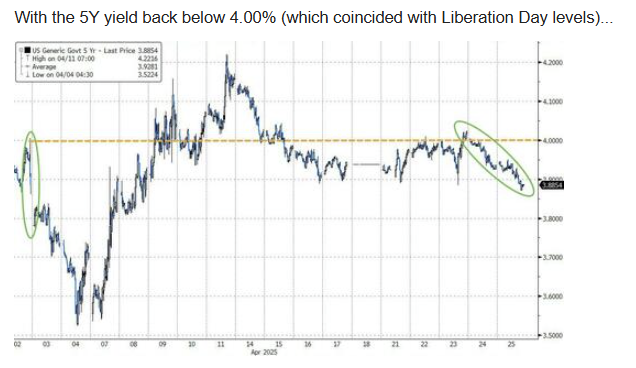 With the 5Y yield back below 4.00% (which coincided with Liberation Day levels)...
US Generic Govt 5 Yr - Last Price 3.8854
High on 04/11 07:00 4.2216
Average 3.9281
Low on 04/04 04:30 3.5224
4.2000
4.1000
4.0000
3.9000
3.8854
3.8000
3.7000
3.6000
3.5000
02 03 04 07 08 09 10 11 14 15 16 17 18 21 22 23 24 25
Apr 2025